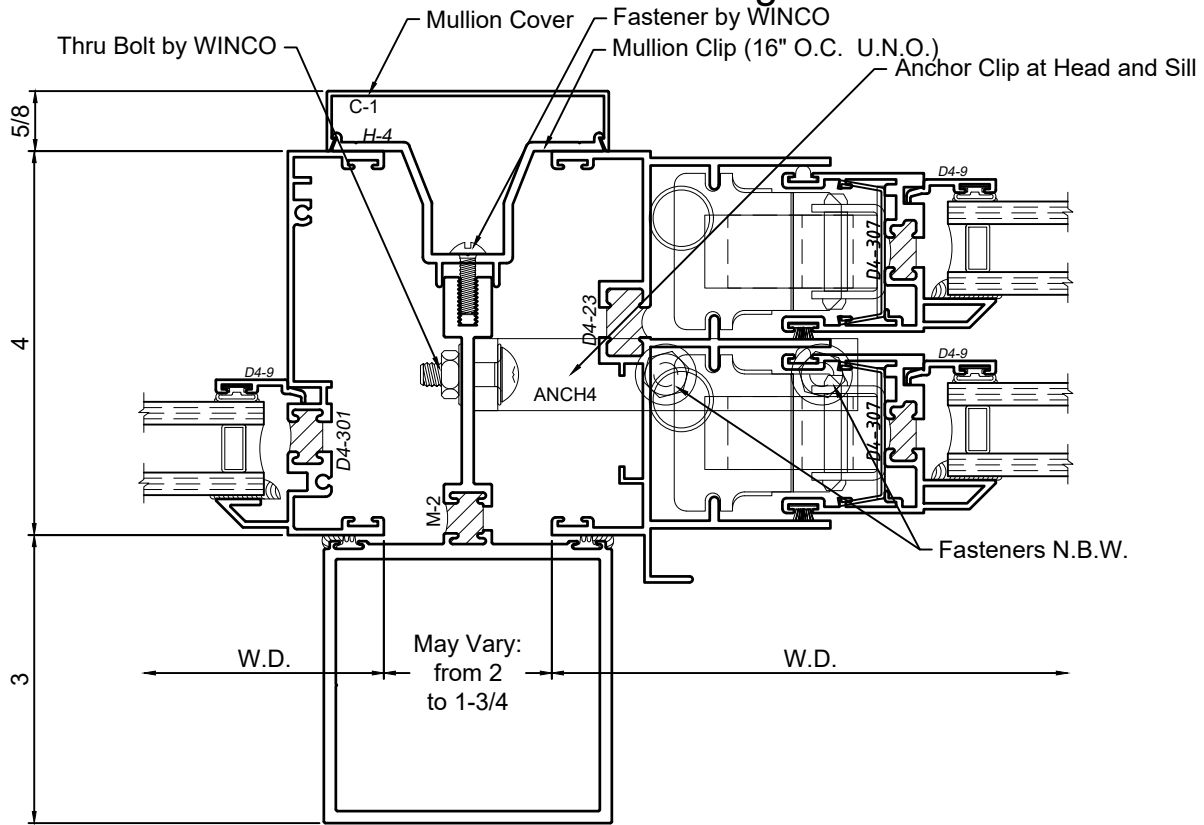 g
Mullion Cover
Fastener by WINCO
Thru Bolt by WINCO
Mullion Clip (16" O.C. U.N.O.)
Anchor Clip at Head and Sill
5/8
C-1
H-4
D4-9
D4-307
4
D4-23
D4-9
D4-9
ANCH4
D4-301
D4-307
M-2
Fasteners N.B.W.
W.D.
May Vary:
from 2
to 1-3/4
W.D.
3